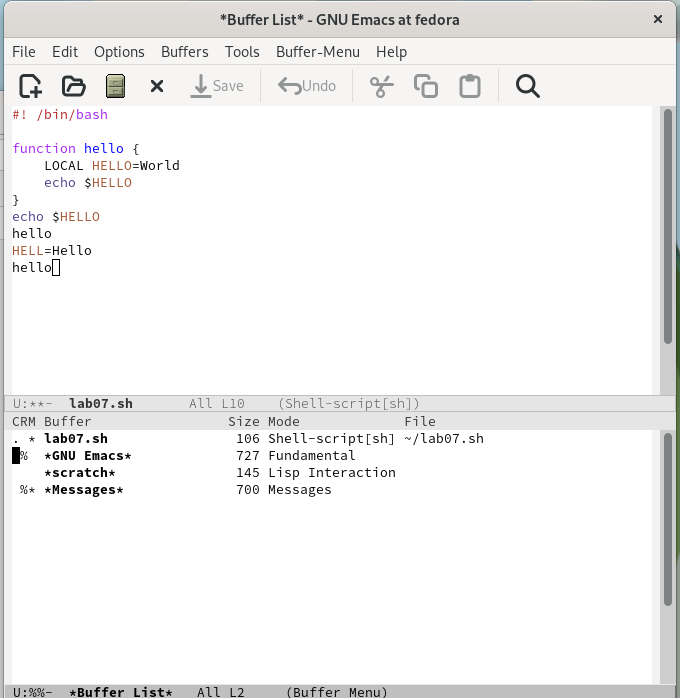 *Buffer List* - GNU Emacs at fedora
File Edit Options Buffers Tools Buffer-Menu Help
Save Undo
#! /bin/bash
function hello {
    LOCAL HELLO=World
    echo $HELLO
}
echo $HELLO
hello
HELL=Hello
hello
U:**-  lab07.sh       All L10    (Shell-script[sh])
CRM Buffer                 Size Mode             File
. * lab07.sh                106 Shell-script[sh] ~/lab07.sh
 %  *GNU Emacs*             727 Fundamental
    *scratch*               145 Lisp Interaction
 %* *Messages*              700 Messages
U:%%-  *Buffer List*   All L2     (Buffer Menu)